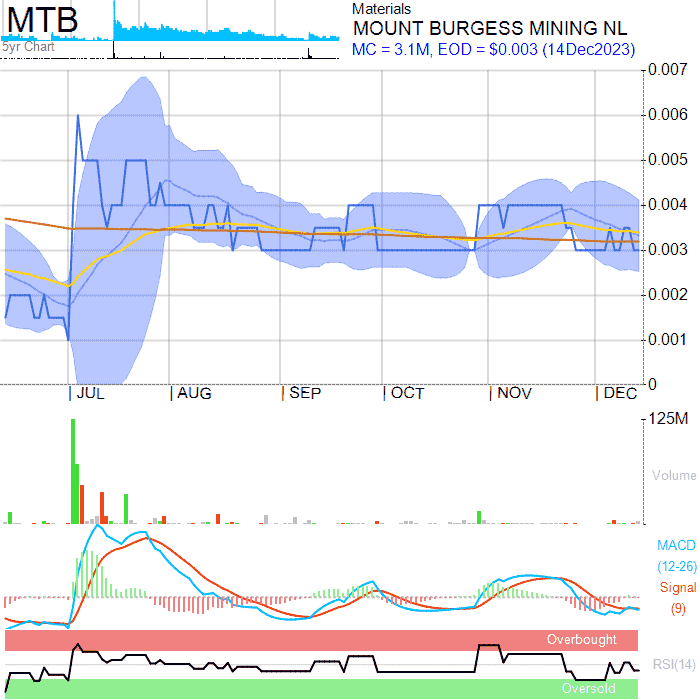 MTB
5yr Chart
Materials
MOUNT BURGESS MINING NL
MC = 3.1M, EOD = $0.003 (14Dec2023)
0.007
0.006
0.005
0.004
0.003
0.002
0.001
0
JUL AUG SEP OCT NOV DEC
125M
Volume
MACD
(12-26)
Signal
(9)
Overbought
RSI(14)
Oversold